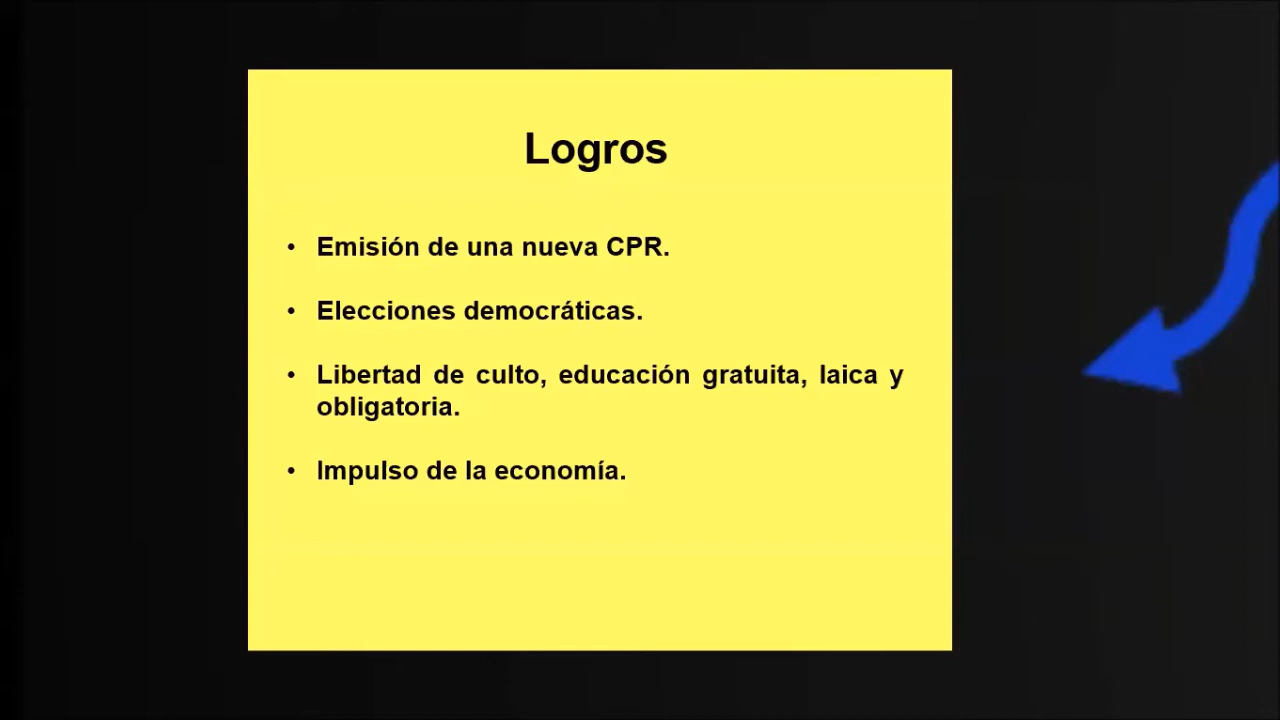 Logros
• Emisión de una nueva CPR.
• Elecciones democráticas.
• Libertad de culto, educación gratuita, laica y
obligatoria.
• Impulso de la economía.